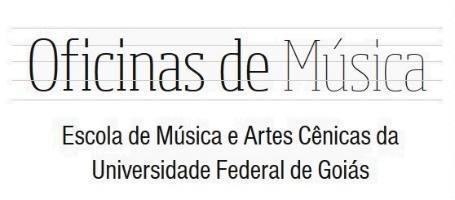 Oficinas de Música
Escola de Música e Artes Cênicas da
Universidade Federal de Goiás